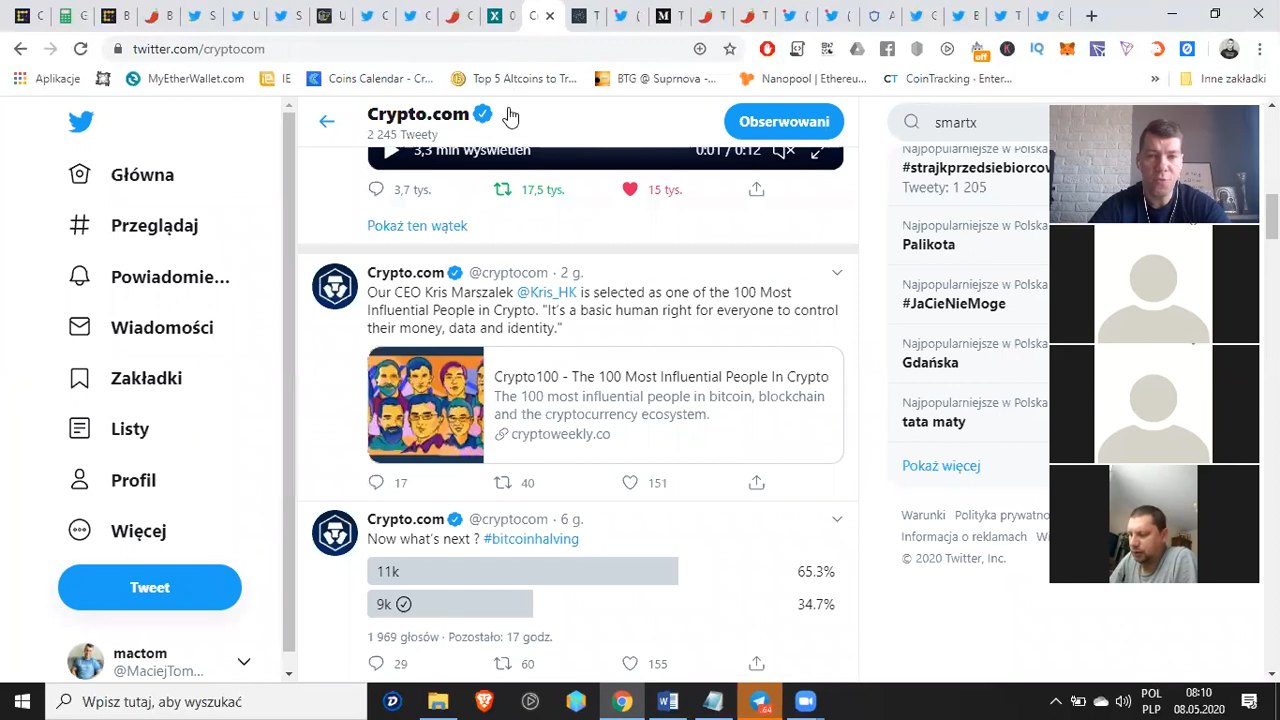 twitter.com/cryptocom
Aplikacje
MyEtherWallet.com
IE
Coins Calendar - Cr...
Top 5 Altcoins to Tr...
BTG @ Suprnova - ...
Nanopool | Ethereu...
CoinTracking · Enter...
»
Inne zakładki
Główna
Przeglądaj
Powiadomie...
Wiadomości
Zakładki
Listy
Profil
Więcej
Tweet
mactom
@MaciejTom...
Crypto.com
2 245 Tweety
Obserwowani
3,3 mln wyświetleń
0:01 / 0:12
3,7 tys.
17,5 tys.
15 tys.
Pokaż ten wątek
Crypto.com @cryptocom · 2 g.
Our CEO Kris Marszalek @Kris_HK is selected as one of the 100 Most
Influential People in Crypto. "It's a basic human right for everyone to control
their money, data and identity."
Crypto100 - The 100 Most Influential People In Crypto
The 100 most influential people in bitcoin, blockchain
and the cryptocurrency ecosystem.
cryptoweekly.co
17
40
151
Crypto.com @cryptocom · 6 g.
Now what's next ? #bitcoinhalving
11k 65.3%
9k 34.7%
1 969 głosów · Pozostało: 17 godz.
29
60
155
smartx
Najpopularniejsze w Polska
#strajkprzedsiebiorcow
Tweety: 1 205
Najpopularniejsze w Polska
Palikota
Najpopularniejsze w Polska
#JaCieNieMoge
Najpopularniejsze w Polska
Gdańska
Najpopularniejsze w Polska
tata maty
Pokaż więcej
Warunki Polityka prywatno
Informacja o reklamach
© 2020 Twitter, Inc.
Wpisz tutaj, aby wyszukać
64
POL
PLP
08:10
08.05.2020